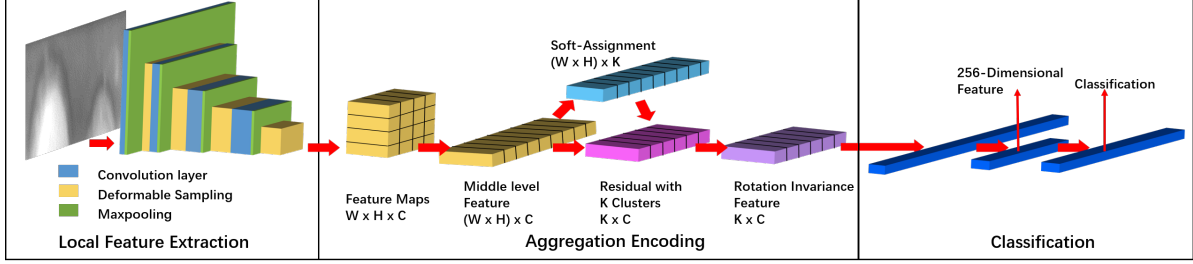 Convolution layer
Deformable Sampling
Maxpooling
Local Feature Extraction
Soft-Assignment
(W x H) x K
Feature Maps
W x H x C
Middle level
Feature
(W x H) x C
Residual with
K Clusters
K x C
Rotation Invariance
Feature
K x C
Aggregation Encoding
256-Dimensional
Feature
Classification
Classification